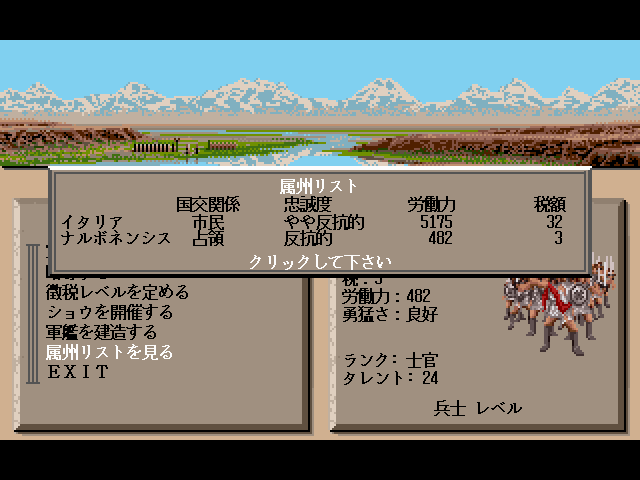 属州リスト
国交関係 忠誠度 労働力 税額
イタリア 市民 やや反抗的 5175 32
ナルボネンシス 占領 反抗的 482 3
クリックして下さい
徴税レベルを定める
ショウを開催する
軍艦を建造する
属州リストを見る
EXIT
税:3
労働力:482
勇猛さ:良好
ランク:士官
タレント:24
兵士 レベル